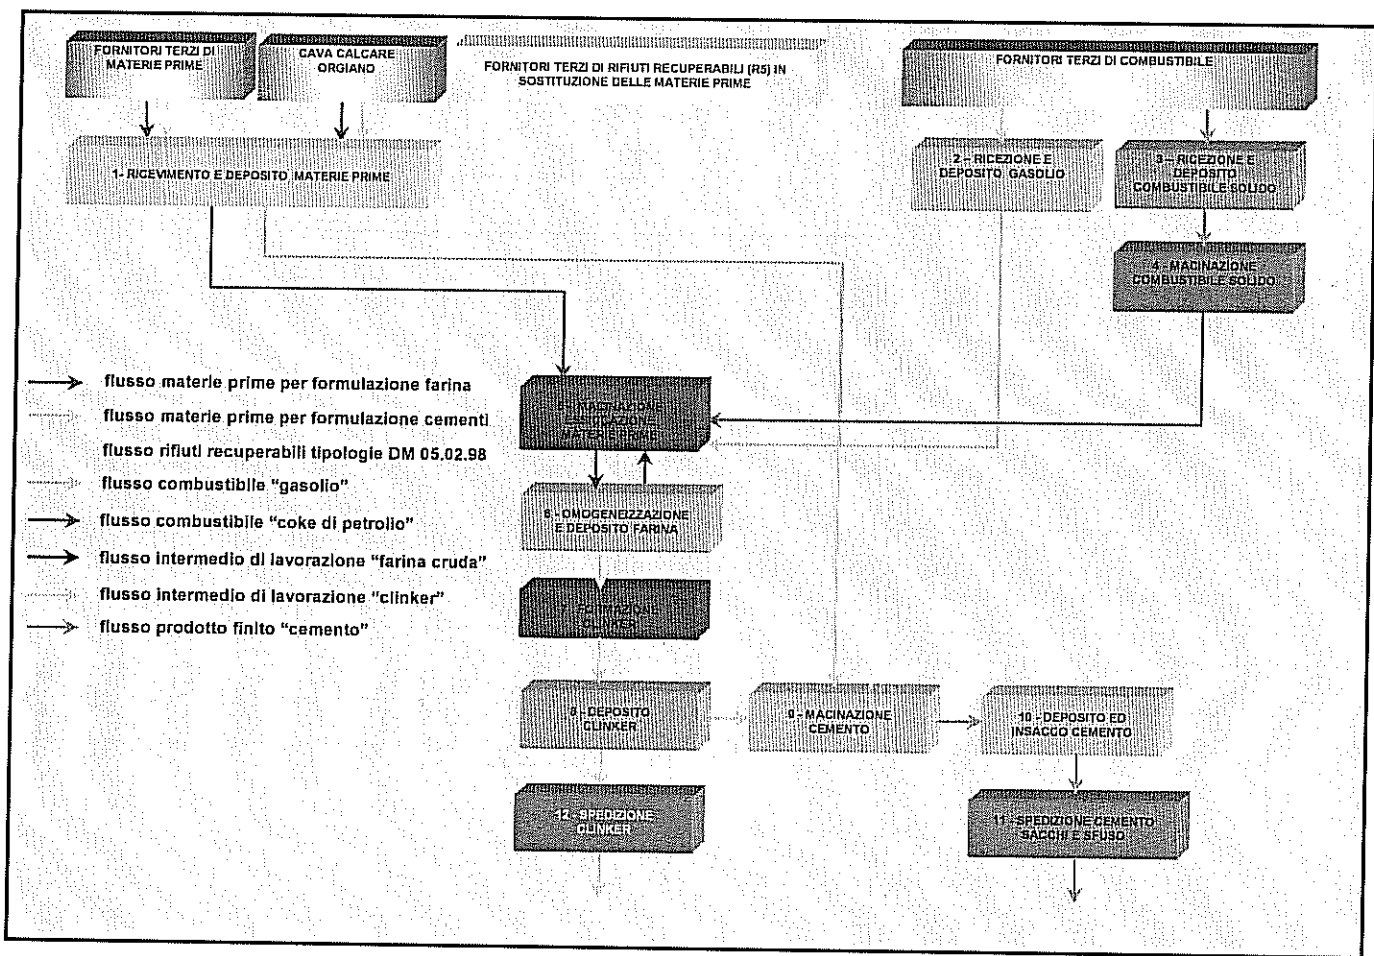 FORNITORI TERZI DI
MATERIE PRIME
CAVA CALCARE
ORGIANO
FORNITORI TERZI DI RIFIUTI RECUPERABILI (R5) IN
SOSTITUZIONE DELLE MATERIE PRIME
FORNITORI TERZI DI COMBUSTIBILE
1- RICEVIMENTO E DEPOSITO MATERIE PRIME
2 – RICEZIONE E
DEPOSITO GASOLIO
3 – RICEZIONE E
DEPOSITO
COMBUSTIBILE SOLIDO
4 - MACINAZIONE
COMBUSTIBILE SOLIDO
flusso materie prime per formulazione farina
flusso materie prime per formulazione cementi
flusso rifiuti recuperabili tipologie DM 05.02.98
flusso combustibile "gasolio"
flusso combustibile "coke di petrolio"
flusso intermedio di lavorazione "farina cruda"
flusso intermedio di lavorazione "clinker"
flusso prodotto finito "cemento"
MACINAZIONE
MATERIE PRIME
6 - OMOGENEIZZAZIONE
E DEPOSITO FARINA
7 - FORMAZIONE
CLINKER
8 - DEPOSITO
CLINKER
9 - MACINAZIONE
CEMENTO
10 - DEPOSITO ED
INSACCO CEMENTO
12 - SPEDIZIONE
CLINKER
11 - SPEDIZIONE CEMENTO
SACCHI E SFUSO